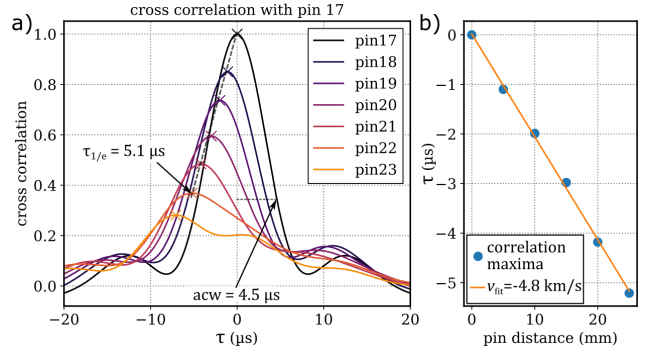 a)
cross correlation with pin 17
cross correlation
1.0
0.8
0.6
0.4
0.2
0.0
τ1/e = 5.1 μs
acw = 4.5 μs
pin17
pin18
pin19
pin20
pin21
pin22
pin23
−20
−10
0
10
20
τ (μs)
b)
τ (μs)
0
−1
−2
−3
−4
−5
correlation
maxima
vfit=-4.8 km/s
0
10
20
pin distance (mm)